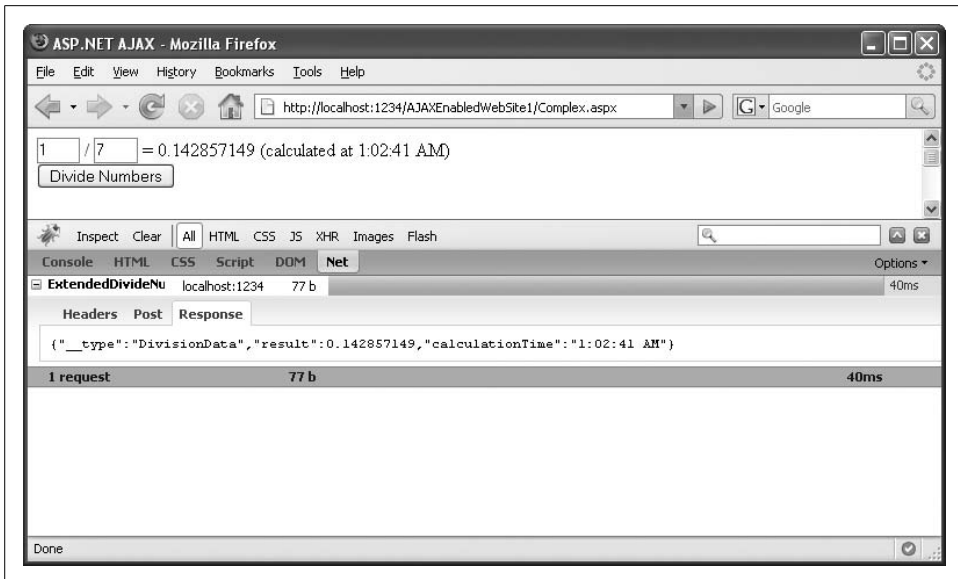 ASP.NET AJAX - Mozilla Firefox
File Edit View History Bookmarks Tools Help
http://localhost:1234/AJAXEnabledWebSite1/Complex.aspx G Google
1 / 7 = 0.142857149 (calculated at 1:02:41 AM)
Divide Numbers
Inspect Clear All HTML CSS JS XHR Images Flash
Console HTML CSS Script DOM Net Options
ExtendedDivideNu localhost:1234 77 b 40ms
Headers Post Response
{"__type":"DivisionData","result":0.142857149,"calculationTime":"1:02:41 AM"}
1 request 77 b 40ms
Done